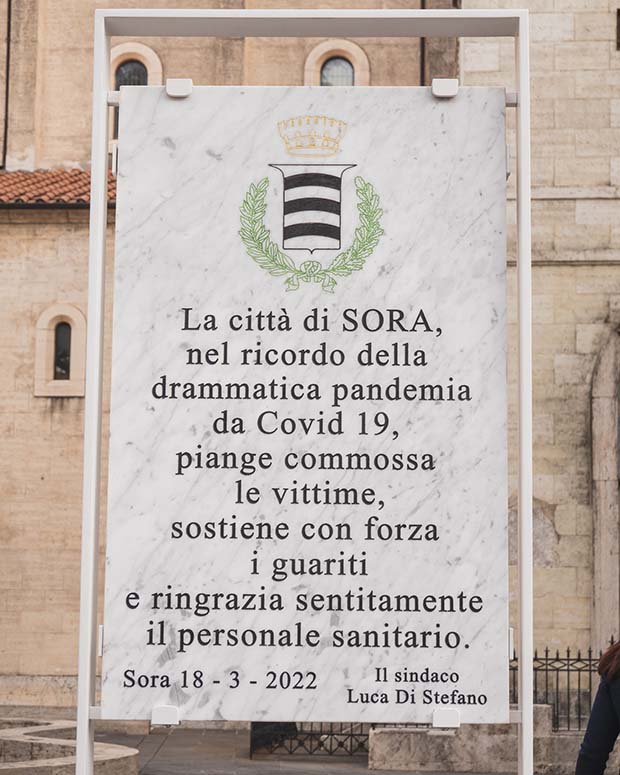 La città di SORA,
nel ricordo della
drammatica pandemia
da Covid 19,
piange commossa
le vittime,
sostiene con forza
i guariti
e ringrazia sentitamente
il personale sanitario.
Sora 18 - 3 - 2022
Il sindaco
Luca Di Stefano